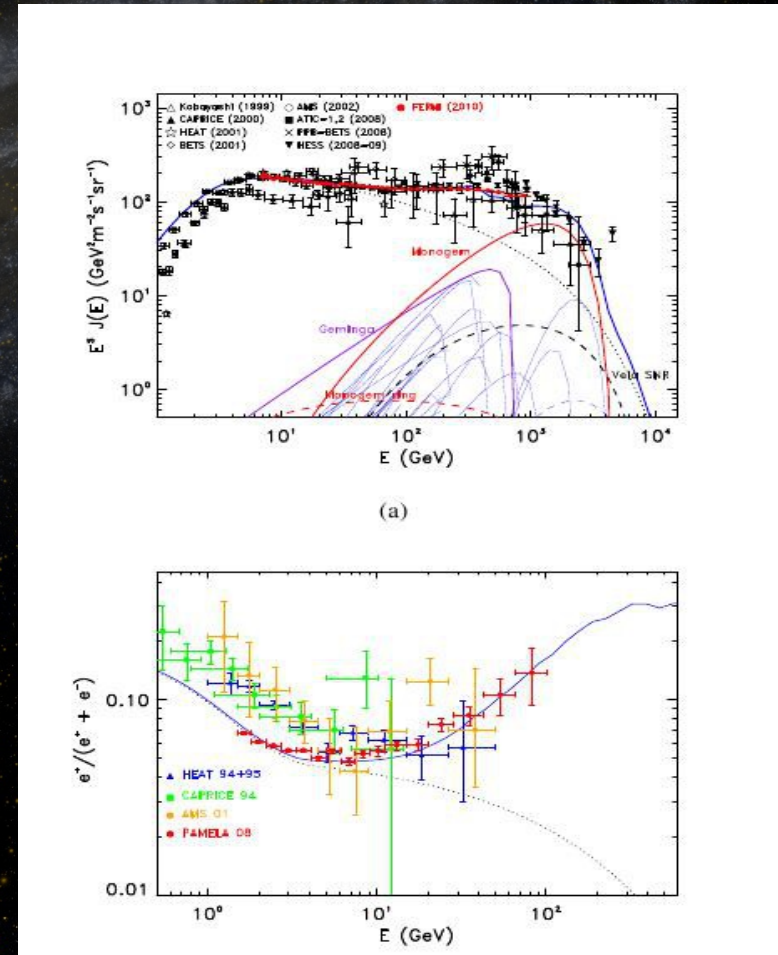 10³
△ Kobayashi (1999) ○ AMS (2002) ● FERMI (2010)
▲ CAPRICE (2000) ■ ATIC-1,2 (2008)
☆ HEAT (2001) × PPB-BETS (2008)
◇ BETS (2001) ▼ HESS (2008-09)
10²
10¹
10⁰
E³ J(E) (GeV²m⁻²s⁻¹sr⁻¹)
Monogem
Geminga
Vela SNR
Monogem ring
10¹ 10² 10³ 10⁴
E (GeV)
(a)
0.10
e⁺/(e⁺ + e⁻)
▲ HEAT 94+95
CAPRICE 94
AMS 01
PAMELA 08
0.01
10⁰ 10¹ 10²
E (GeV)